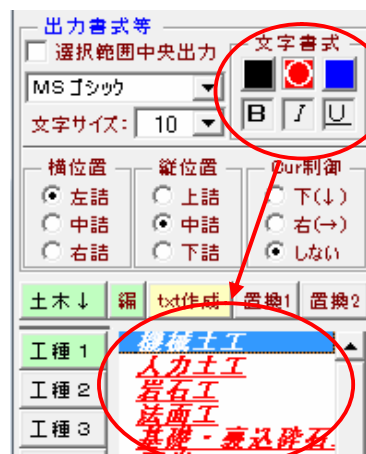 出力書式等
選択範囲中央出力
文字書式
MSゴシック
文字サイズ: 10
B I U
横位置 縦位置 Cur制御
左詰 上詰 下(↓)
中詰 中詰 右(→)
右詰 下詰 しない
土木↓ 編 txt作成 置換1 置換2
工種1
工種2
工種3
機械土工
人力土工
岩石工
法面工
基礎・裏込砕石